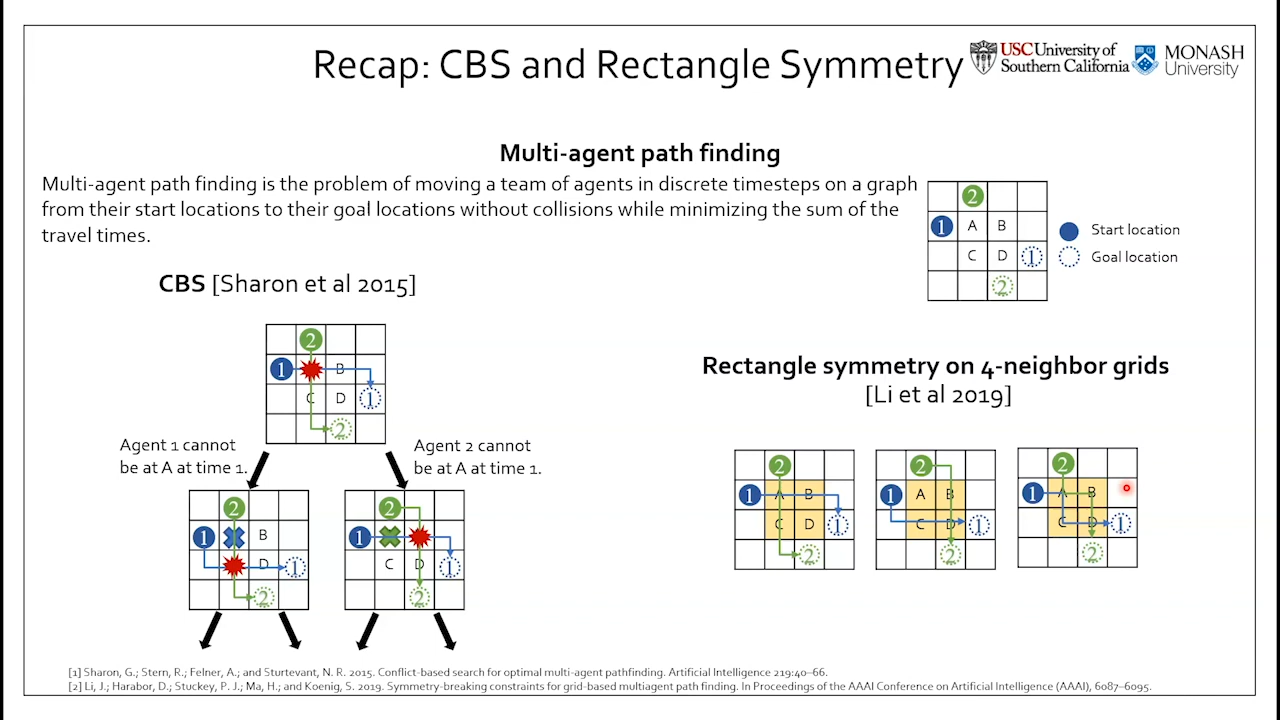 Recap: CBS and Rectangle Symmetry
USC University of
Southern California
MONASH
University
Multi-agent path finding
Multi-agent path finding is the problem of moving a team of agents in discrete timesteps on a graph
from their start locations to their goal locations without collisions while minimizing the sum of the
travel times.
2
1 A B
C D 1
2
Start location
Goal location
CBS [Sharon et al 2015]
2
1 B
C D 1
2
Agent 1 cannot
be at A at time 1.
Agent 2 cannot
be at A at time 1.
2
1 B
D 1
2
2
1
C D 1
2
Rectangle symmetry on 4-neighbor grids
[Li et al 2019]
2
1 A B
C D 1
2
2
1 A B
C D 1
2
2
1 A B
C D 1
2
[1] Sharon, G.; Stern, R.; Felner, A.; and Sturtevant, N. R. 2015. Conflict-based search for optimal multi-agent pathfinding. Artificial Intelligence 219:40–66.
[2] Li, J.; Harabor, D.; Stuckey, P. J.; Ma, H.; and Koenig, S. 2019. Symmetry-breaking constraints for grid-based multiagent path finding. In Proceedings of the AAAI Conference on Artificial Intelligence (AAAI), 6087–6095.